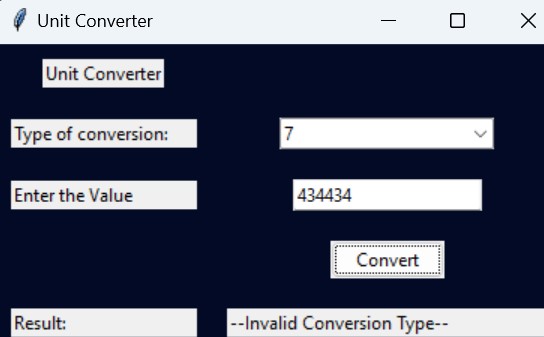 Unit Converter
Unit Converter
Type of conversion: 7
Enter the Value 434434
Convert
Result: --Invalid Conversion Type--